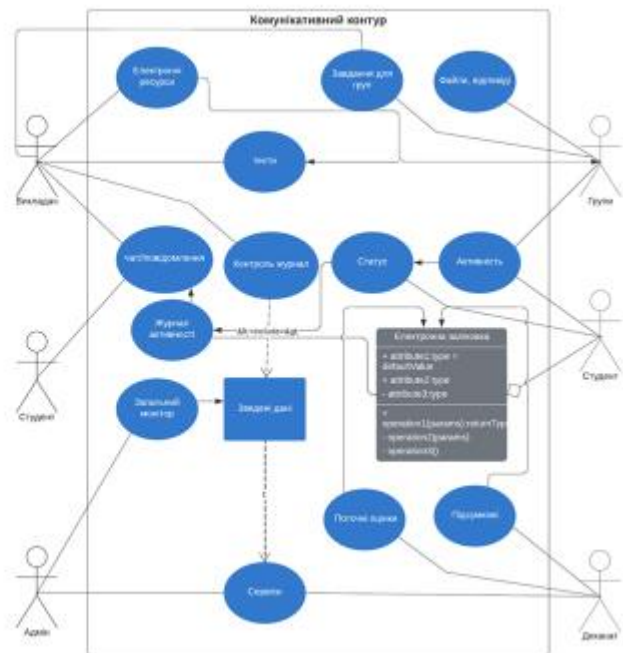 Комунікативний контур
Електронні
ресурси
Завдання для
груп
Файли, відповіді
тести
Викладач
Групи
чат/повідомлення
Контроль журнал
Статус
Активність
Журнал
активності
Електронна заліковка
+ attribute1:type =
defaultValue
+ attribute2:type
- attribute3:type
+
operation1(params):returnType
- operation2(params)
- operation3()
Студент
Студент
Загальний
монітор
Зведені дані
Поточні оцінки
Підсумкові
Сервіси
Адмін
Деканат